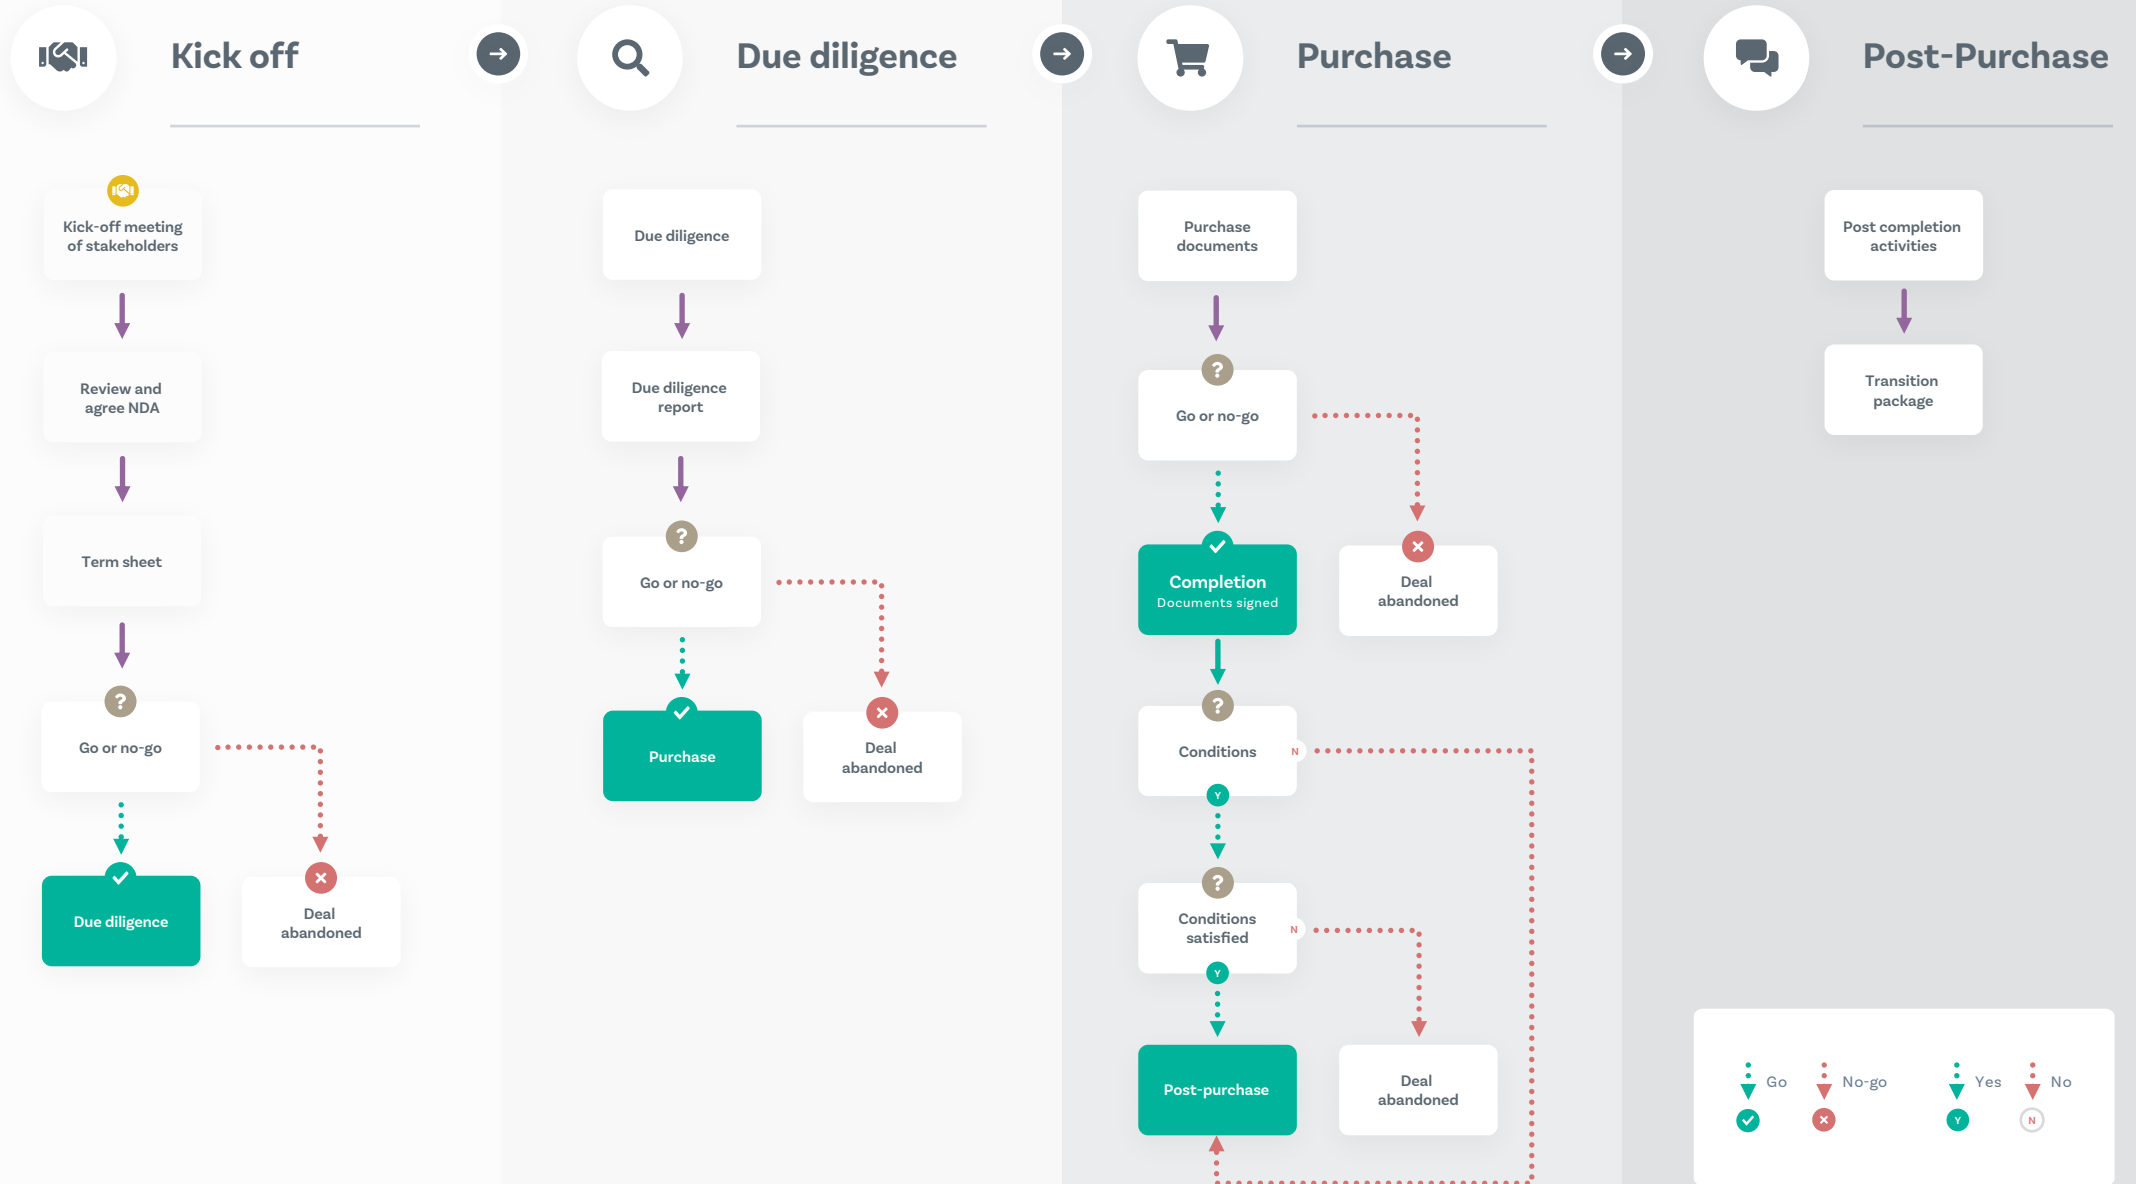 Kick off
Kick-off meeting
of stakeholders
Review and
agree NDA
Term sheet
?
Go or no-go
Due diligence
Deal
abandoned
Due diligence
Due diligence
Due diligence
report
?
Go or no-go
Purchase
Deal
abandoned
Purchase
Purchase
documents
?
Go or no-go
Completion
Documents signed
Deal
abandoned
?
Conditions
N
Y
?
Conditions
satisfied
N
Y
Post-purchase
Deal
abandoned
Post-Purchase
Post completion
activities
Transition
package
Go
No-go
Yes
No
Y
N